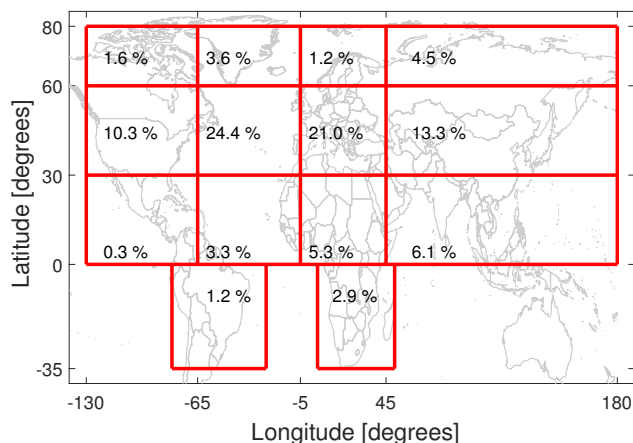 80
1.6 % 3.6 % 1.2 % 4.5 %
60
10.3 % 24.4 % 21.0 % 13.3 %
30
0.3 % 3.3 % 5.3 % 6.1 %
0
1.2 % 2.9 %
-35
-130 -65 -5 45 180
Longitude [degrees]
Latitude [degrees]